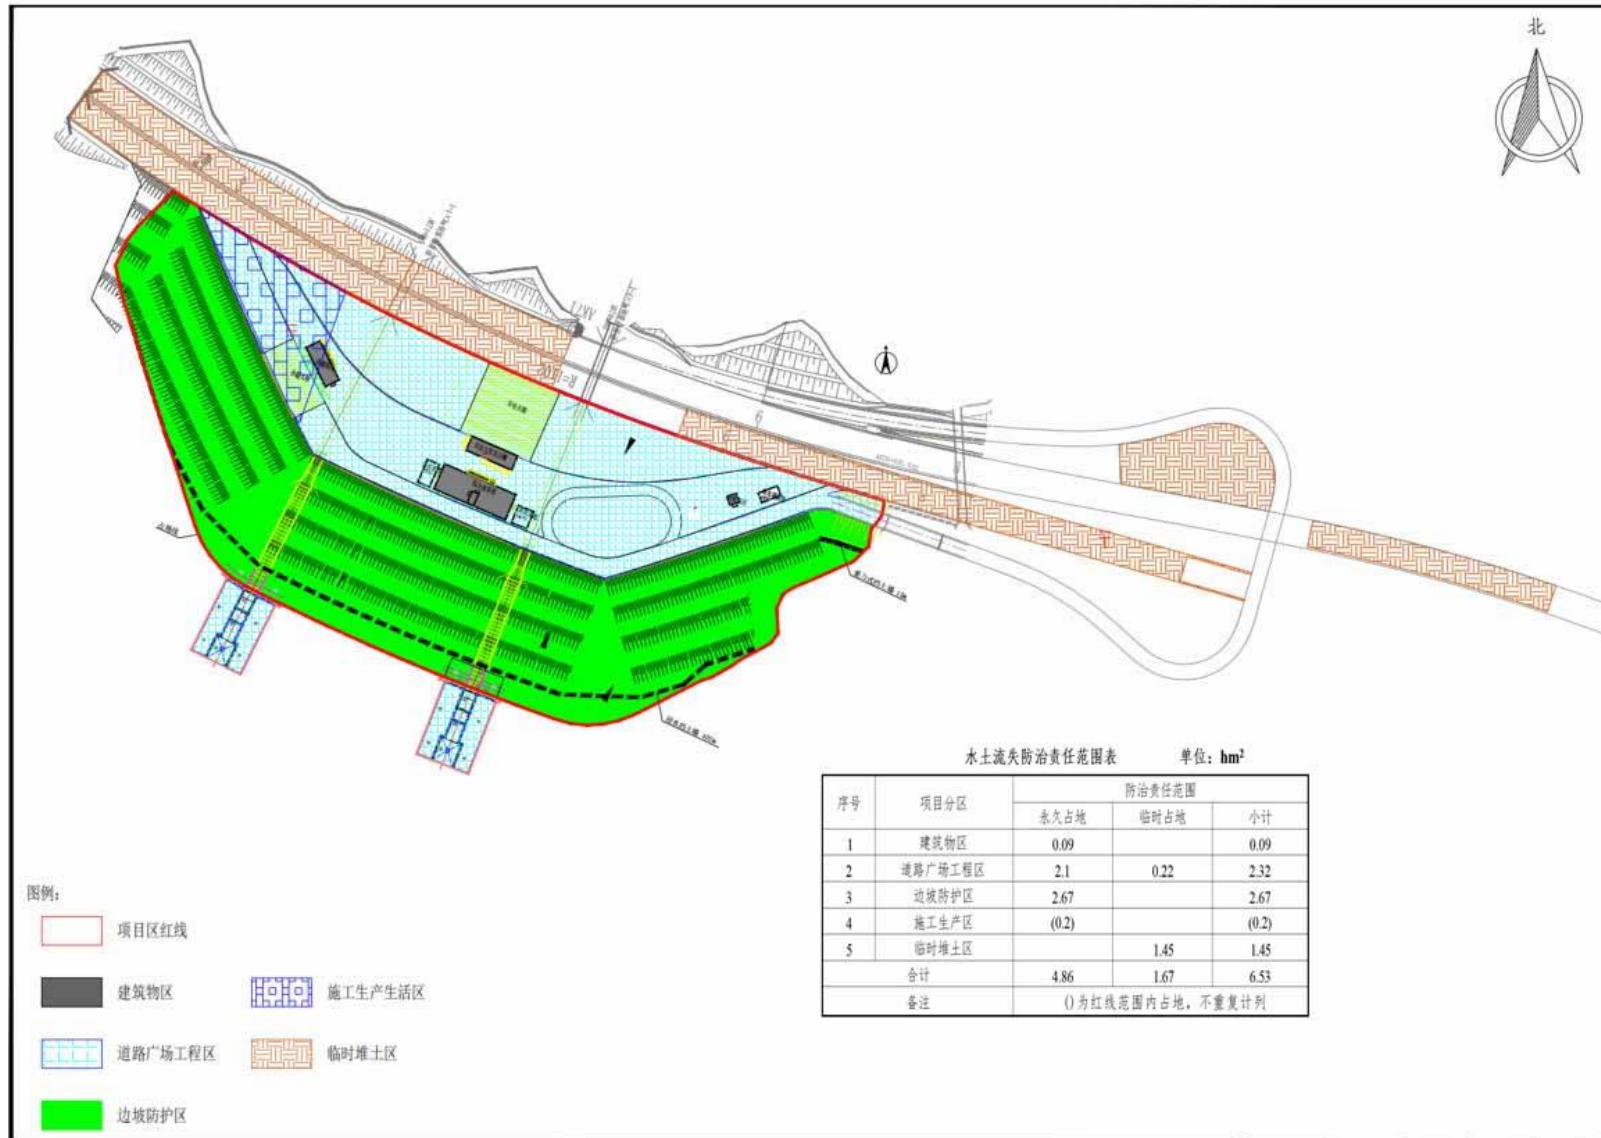 北
占地线
水土流失防治责任范围表 单位：hm²
序号 项目分区 防治责任范围
永久占地 临时占地 小计
1 建筑物区 0.09 0.09
2 道路广场工程区 2.1 0.22 2.32
3 边坡防护区 2.67 2.67
4 施工生产区 (0.2) (0.2)
5 临时堆土区 1.45 1.45
合计 4.86 1.67 6.53
备注 ()为红线范围内占地，不重复计列
图例：
项目区红线
建筑物区 施工生产生活区
道路广场工程区 临时堆土区
边坡防护区